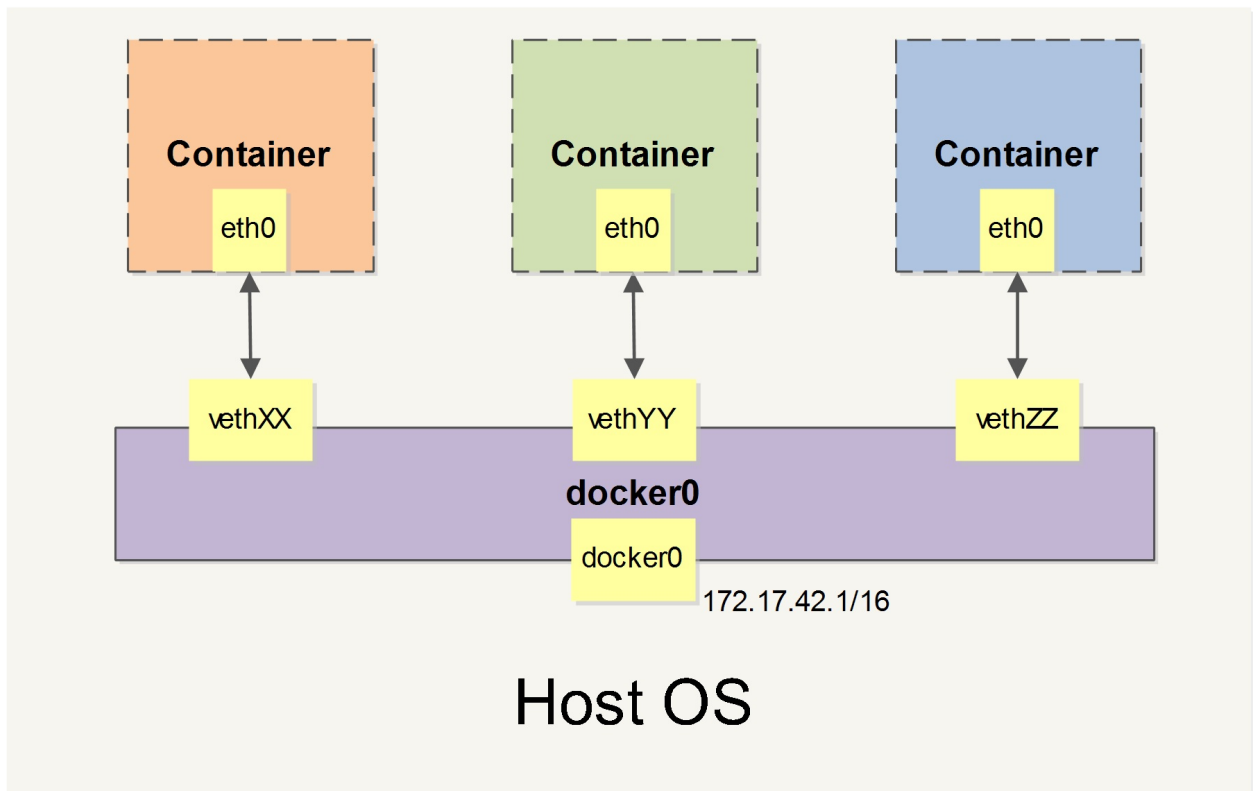 Container
Container
Container
eth0
eth0
eth0
vethXX
vethYY
vethZZ
docker0
docker0
172.17.42.1/16
Host OS